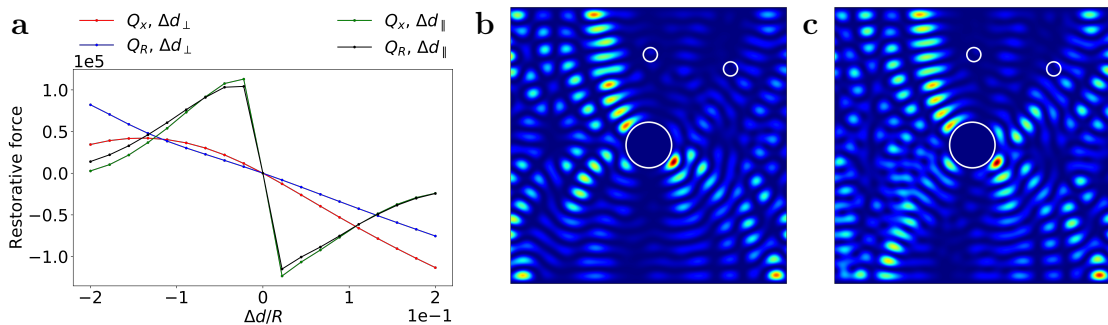 a
Q_x, Δd_⊥
Q_x, Δd_∥
Q_R, Δd_⊥
Q_R, Δd_∥
1e5
1.0
0.5
0.0
−0.5
−1.0
Restorative force
−2 −1 0 1 2
Δd/R
1e−1
b
c